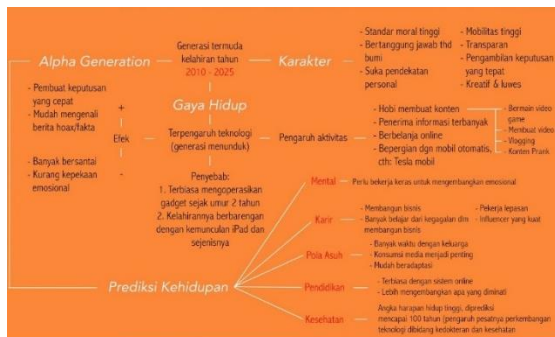 Alpha Generation
Generasi termuda
kelahiran tahun
2010 - 2025
Karakter
- Standar moral tinggi
- Bertanggung jawab thd
bumi
- Suka pendekatan
personal
- Mobilitas tinggi
- Transparan
- Pengambilan keputusan
yang tepat
- Kreatif & luwes
- Pembuat keputusan
yang cepat
- Mudah mengenali
berita hoax/fakta
+
Efek
-
- Banyak bersantai
- Kurang kepekaan
emosional
Gaya Hidup
Terpengaruh teknologi
(generasi menunduk)
Penyebab:
1. Terbiasa mengoperasikan
gadget sejak umur 2 tahun
2. Kelahirannya berbarengan
dengan kemunculan iPad dan
sejenisnya
Pengaruh aktivitas
- Hobi membuat konten
- Penerima informasi terbanyak
- Berbelanja online
- Bepergian dgn mobil otomatis,
cth: Tesla mobil
- Bermain video
game
- Membuat video
- Vlogging
- Konten Prank
Prediksi Kehidupan
Mental
Perlu bekerja keras untuk mengembangkan emosional
Karir
- Membangun bisnis
- Banyak belajar dari kegagalan dlm
membangun bisnis
- Pekerja lepasan
- Influencer yang kuat
Pola Asuh
- Banyak waktu dengan keluarga
- Konsumsi media menjadi penting
- Mudah beradaptasi
Pendidikan
- Terbiasa dengan sistem online
- Lebih mengembangkan apa yang diminati
Kesehatan
Angka harapan hidup tinggi, diprediksi
mencapai 100 tahun (pengaruh pesatnya perkembangan
teknologi dibidang kedokteran dan kesehatan